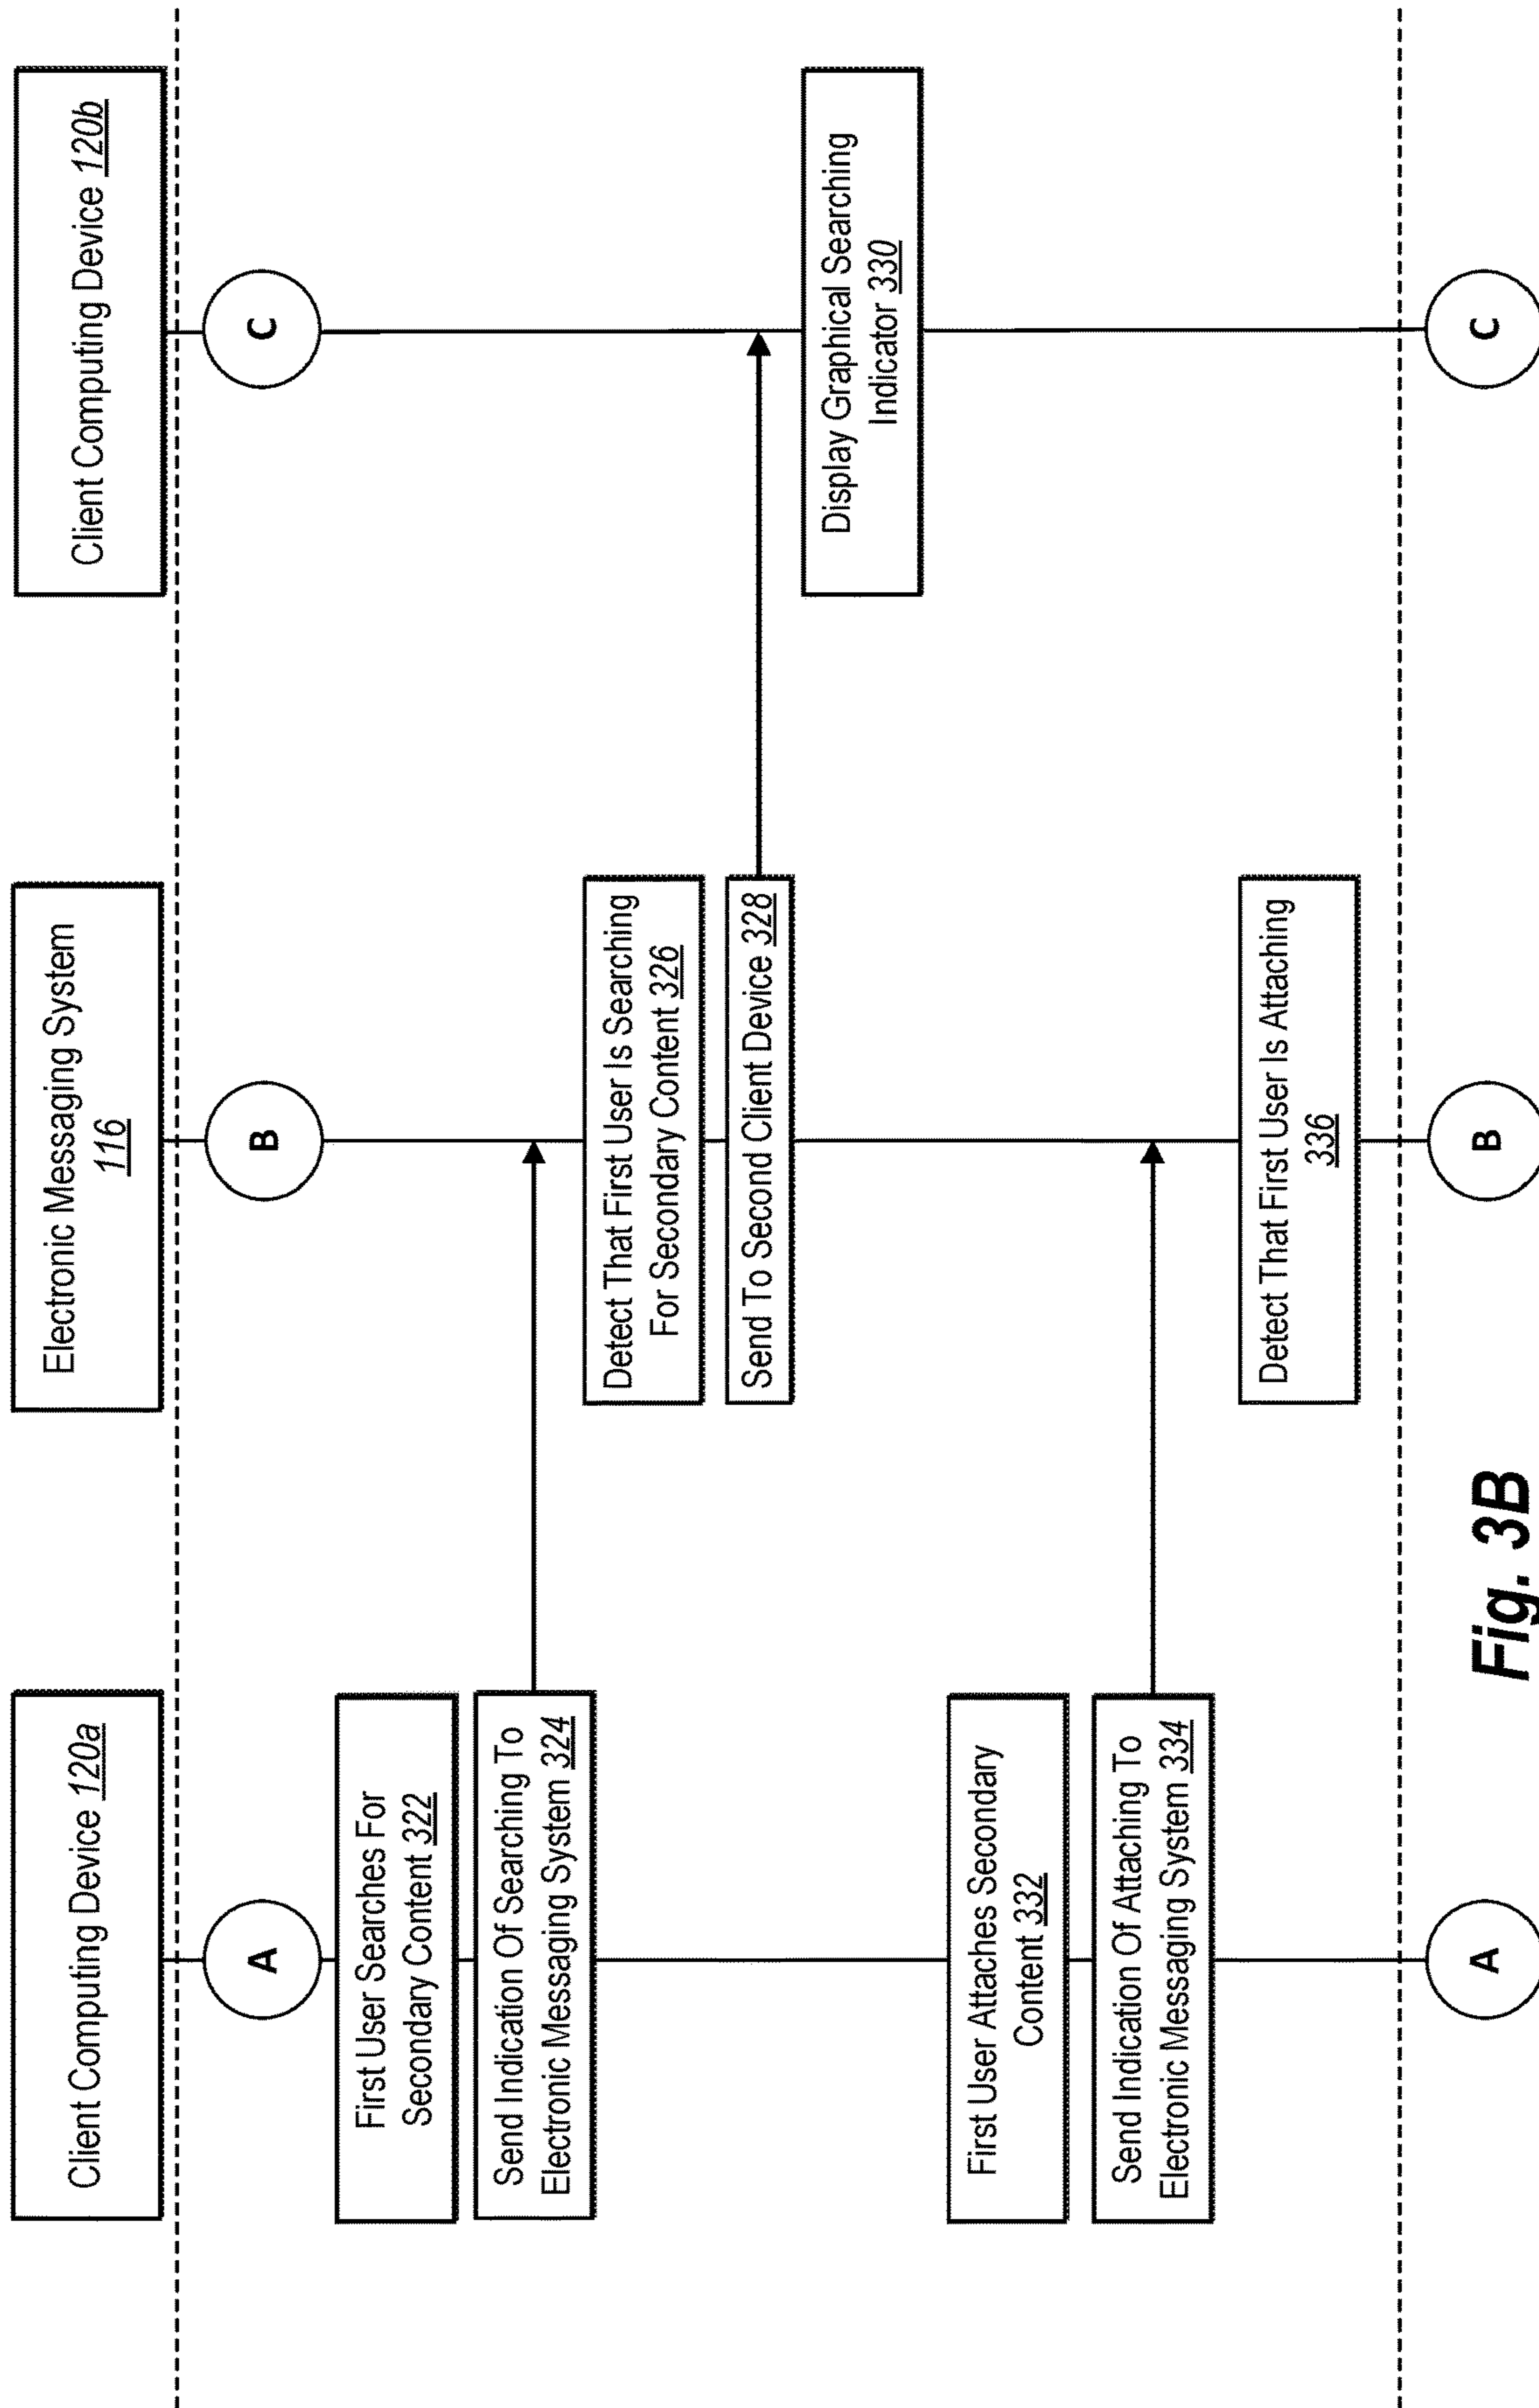 Client Computing Device 120a
Electronic Messaging System
116
Client Computing Device 120b
A
B
C
First User Searches For
Secondary Content 322
Send Indication Of Searching To
Electronic Messaging System 324
Detect That First User Is Searching
For Secondary Content 326
Send To Second Client Device 328
Display Graphical Searching
Indicator 330
First User Attaches Secondary
Content 332
Send Indication Of Attaching To
Electronic Messaging System 334
Detect That First User Is Attaching
336
A
B
C
Fig. 3B